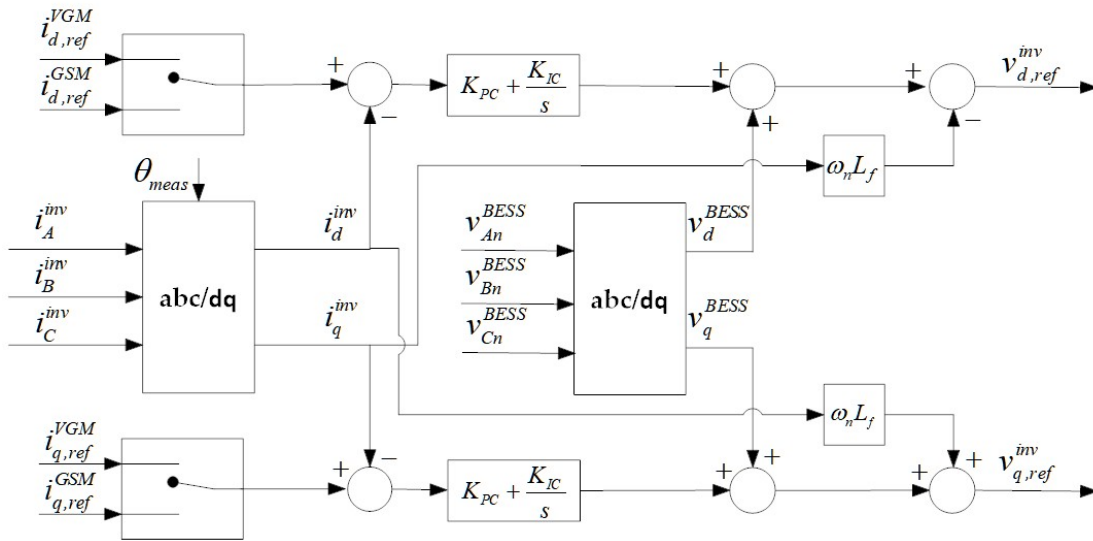 i_{d,ref}^{VGM}
i_{d,ref}^{GSM}
+
−
K_{PC} + \frac{K_{IC}}{s}
+
+
+
−
v_{d,ref}^{inv}
ω_n L_f
θ_{meas}
i_A^{inv}
i_B^{inv}
i_C^{inv}
abc/dq
i_d^{inv}
i_q^{inv}
v_{An}^{BESS}
v_{Bn}^{BESS}
v_{Cn}^{BESS}
abc/dq
v_d^{BESS}
v_q^{BESS}
ω_n L_f
i_{q,ref}^{VGM}
i_{q,ref}^{GSM}
+
−
K_{PC} + \frac{K_{IC}}{s}
+
+
+
+
v_{q,ref}^{inv}